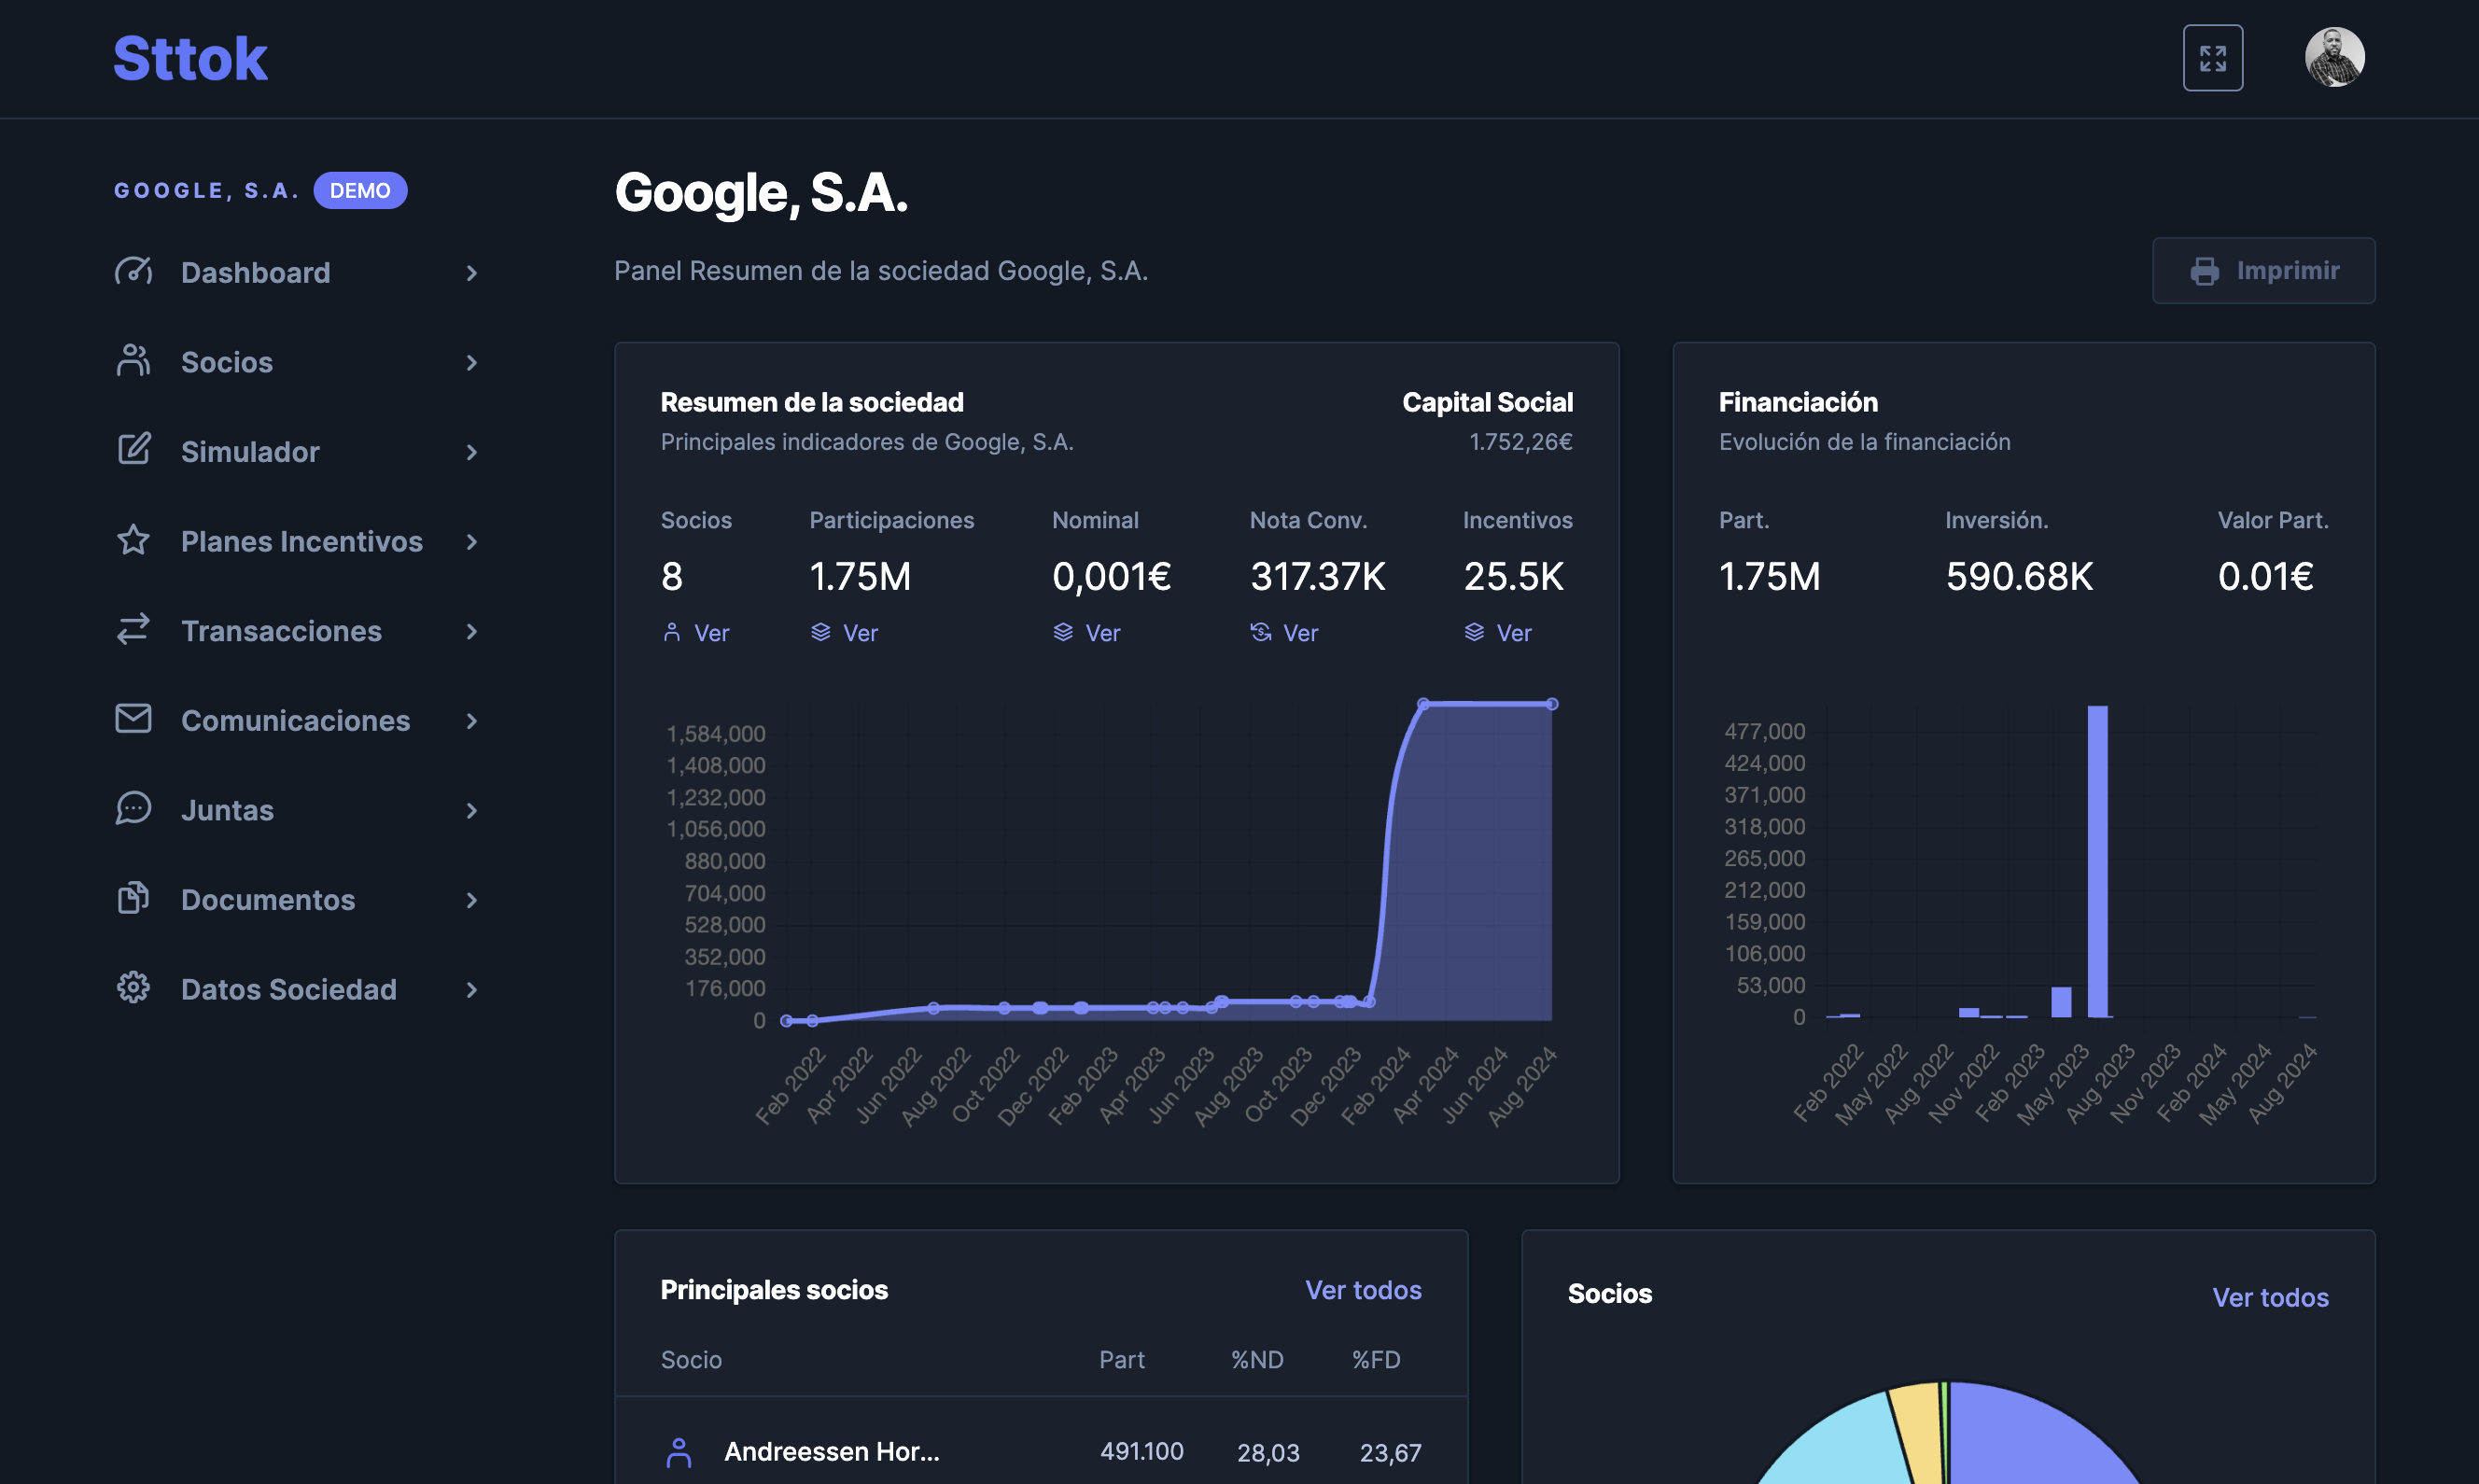 Sttok
GOOGLE, S.A. DEMO
Dashboard
Socios
Simulador
Planes Incentivos
Transacciones
Comunicaciones
Juntas
Documentos
Datos Sociedad
Google, S.A.
Panel Resumen de la sociedad Google, S.A.
Imprimir
Resumen de la sociedad
Capital Social
Principales indicadores de Google, S.A.
1.752,26€
Socios Participaciones Nominal Nota Conv. Incentivos
8 1.75M 0,001€ 317.37K 25.5K
Ver Ver Ver Ver Ver
1,584,000
1,408,000
1,232,000
1,056,000
880,000
704,000
528,000
352,000
176,000
0
Feb 2022 Apr 2022 Jun 2022 Aug 2022 Oct 2022 Dec 2022 Feb 2023 Apr 2023 Jun 2023 Aug 2023 Oct 2023 Dec 2023 Feb 2024 Apr 2024 Jun 2024 Aug 2024
Financiación
Evolución de la financiación
Part. Inversión. Valor Part.
1.75M 590.68K 0.01€
477,000
424,000
371,000
318,000
265,000
212,000
159,000
106,000
53,000
0
Feb 2022 May 2022 Aug 2022 Nov 2022 Feb 2023 May 2023 Aug 2023 Nov 2023 Feb 2024 May 2024 Aug 2024
Principales socios
Ver todos
Socio Part %ND %FD
Andreessen Hor... 491.100 28,03 23,67
Socios
Ver todos